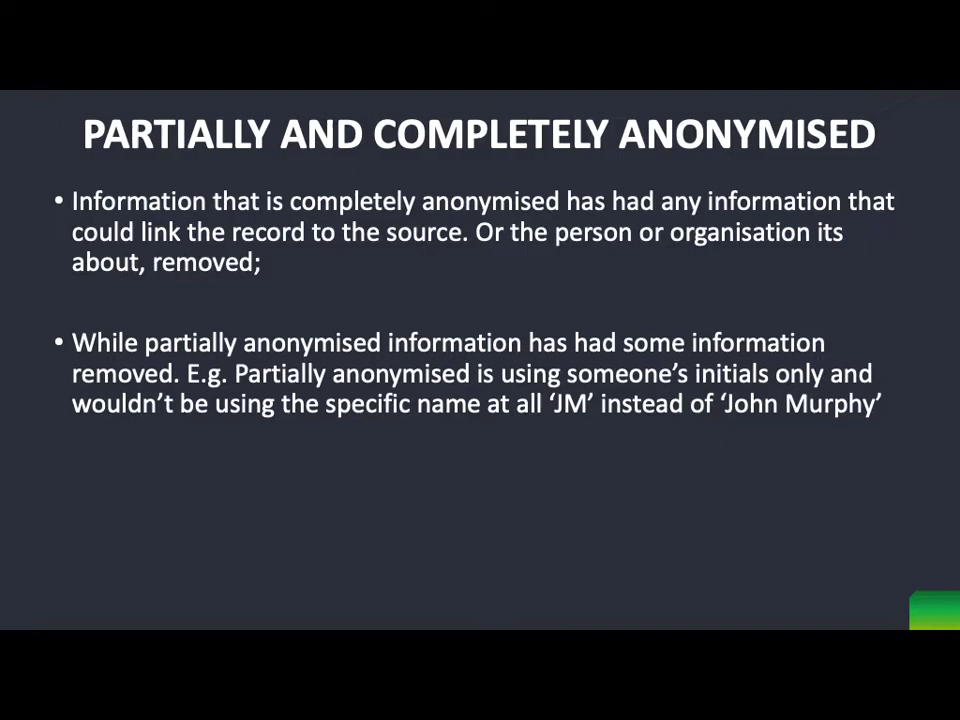 PARTIALLY AND COMPLETELY ANONYMISED
• Information that is completely anonymised has had any information that
could link the record to the source. Or the person or organisation its
about, removed;
• While partially anonymised information has had some information
removed. E.g. Partially anonymised is using someone’s initials only and
wouldn’t be using the specific name at all ‘JM’ instead of ‘John Murphy’